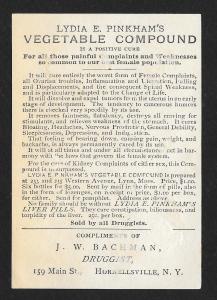 LYDIA E. PINKHAM'S
VEGETABLE COMPOUND
IS A POSITIVE CURE
For all those painful Complaints and Weaknesses
so common to our best female population.
It will cure entirely the worst form of Female Complaints,
all Ovarian troubles, Inflammation and Ulceration, Falling
and Displacements, and the consequent Spinal Weakness,
and is particularly adapted to the Change of Life.
It will dissolve and expel tumors from the uterus in an early
stage of development. The tendency to cancerous humors
there is checked very speedily by its use.
It removes faintness, flatulency, destroys all craving for
stimulants, and relieves weakness of the stomach. It cures
Bloating, Headaches, Nervous Prostration, General Debility,
Sleeplessness, Depression, and Indigestion.
That feeling of bearing down, causing pain, weight, and
backache, is always permanently cured by its use.
It will at all times and under all circumstances act in har-
mony with the laws that govern the female system.
For the cure of Kidney Complaints of either sex, this Com-
pound is unsurpassed.
LYDIA E. PINKHAM'S VEGETABLE COMPOUND is prepared
at 233 and 235 Western Avenue, Lynn, Mass. Price, $1.00.
Six bottles for $5.00. Sent by mail in the form of pills, also
in the form of lozenges, on receipt of price, $1.00 per box,
for either. Send for pamphlet. Address as above.
No family should be without LYDIA E. PINKHAM'S
LIVER PILLS. They cure constipation, biliousness, and
torpidity of the liver. 25c. per box.
Sold by all Druggists.
COMPLIMENTS OF
J. W. BACHMAN,
DRUGGIST,
159 Main St., HORNELLSVILLE, N. Y.